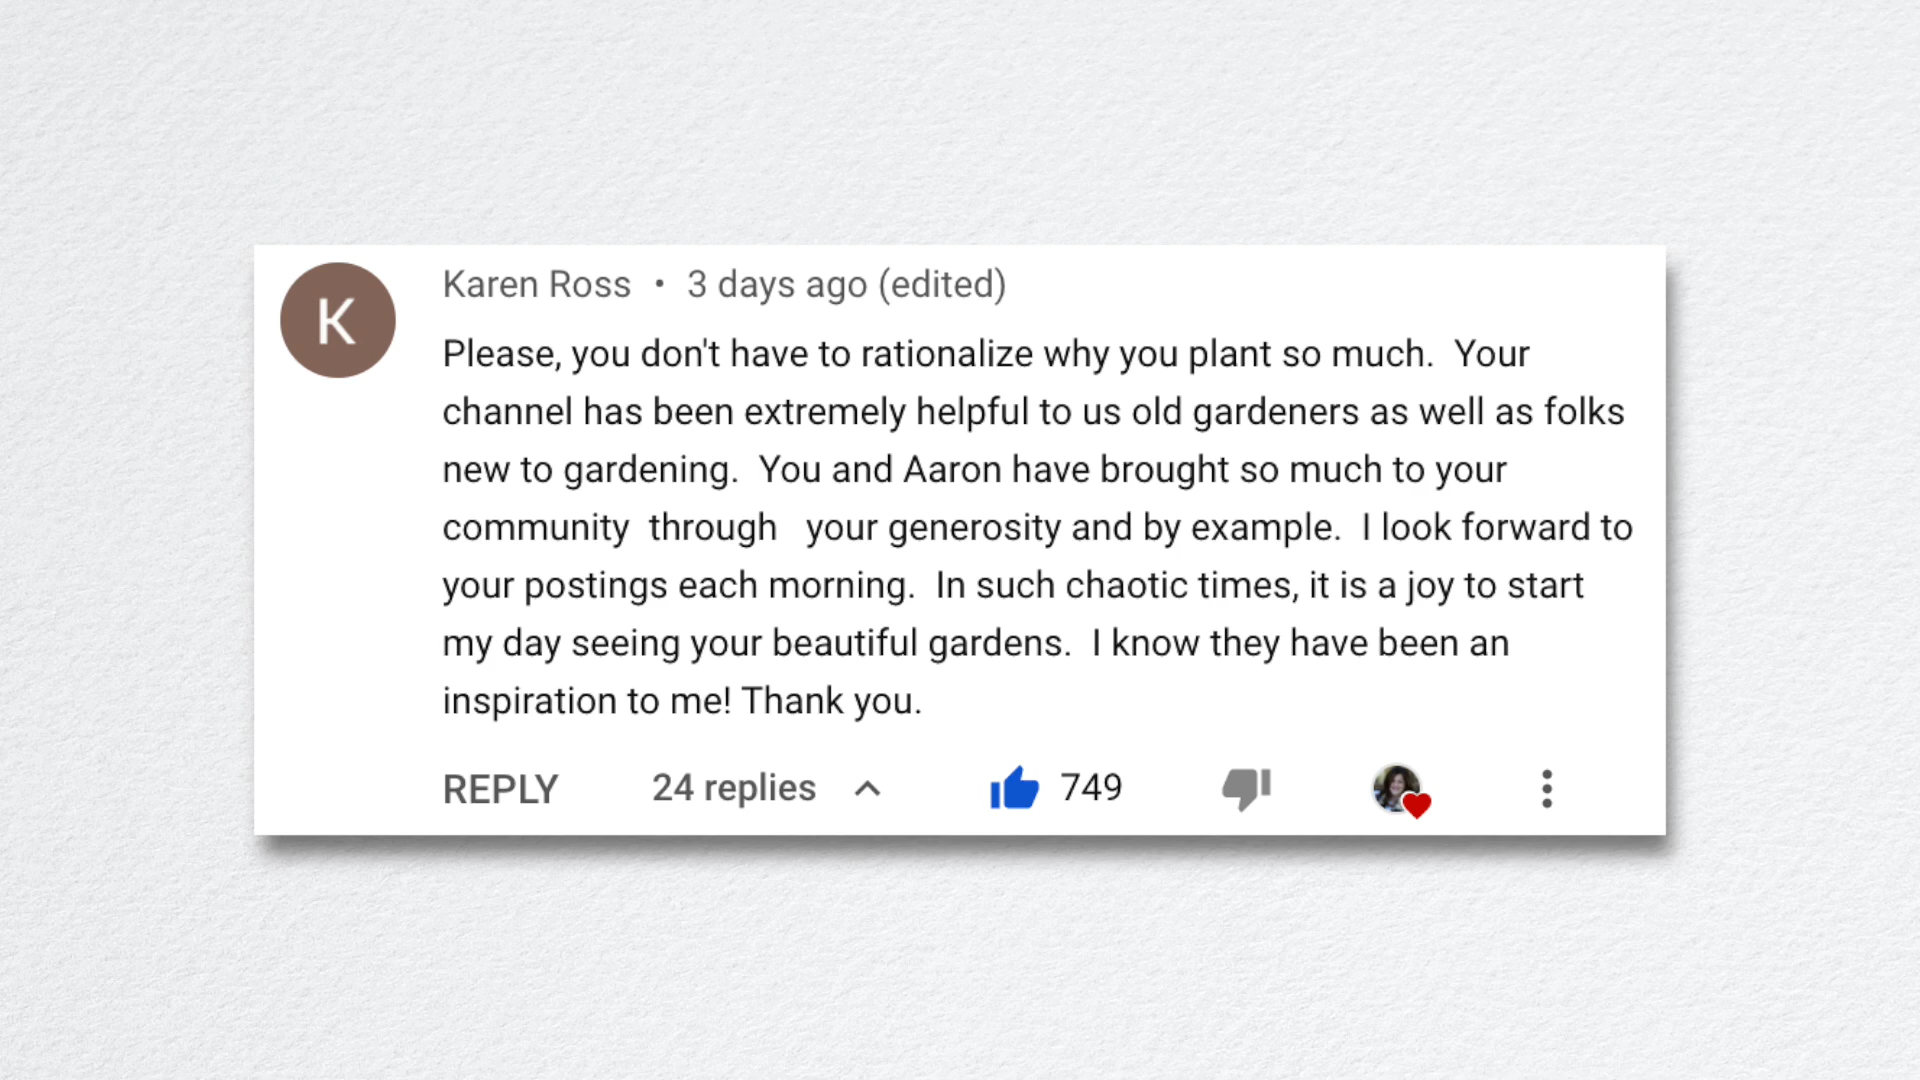 K
Karen Ross • 3 days ago (edited)
Please, you don't have to rationalize why you plant so much.  Your
channel has been extremely helpful to us old gardeners as well as folks
new to gardening.  You and Aaron have brought so much to your
community  through   your generosity and by example.  I look forward to
your postings each morning.  In such chaotic times, it is a joy to start
my day seeing your beautiful gardens.  I know they have been an
inspiration to me! Thank you.
REPLY 24 replies 749